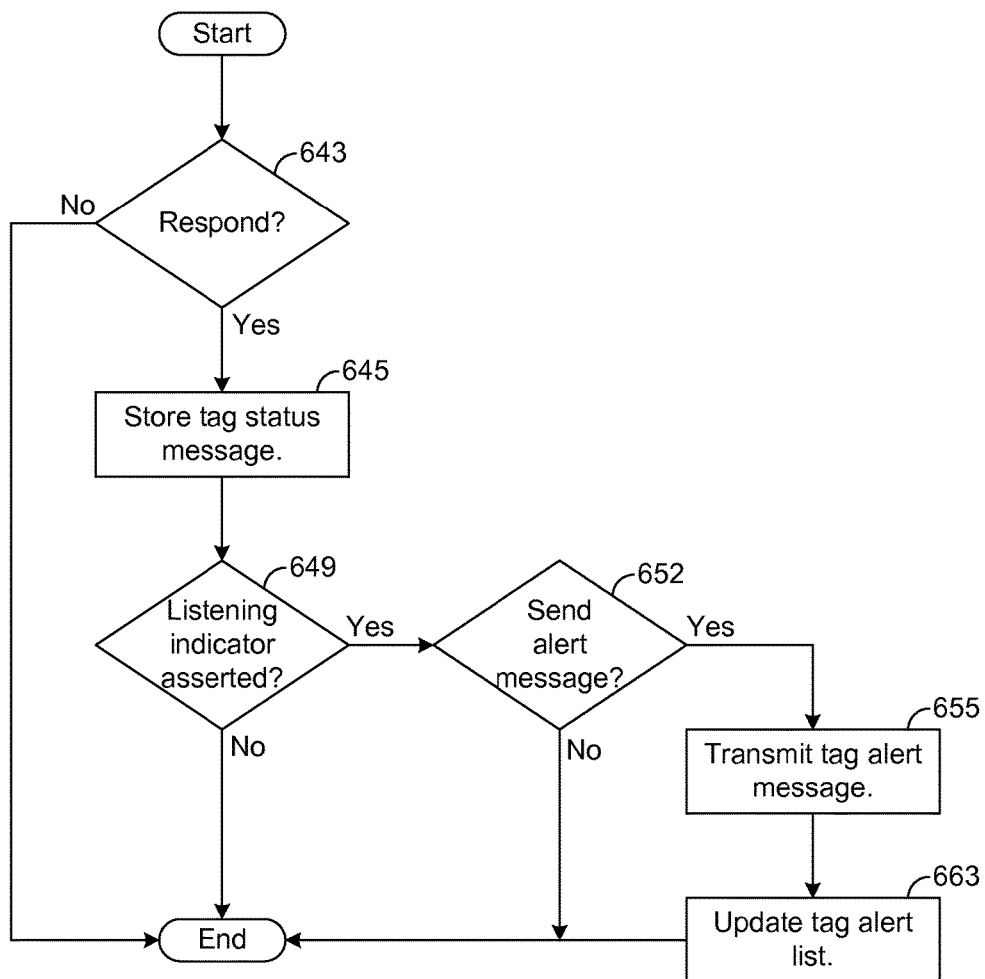 Start
643
No
Respond?
Yes
645
Store tag status
message.
649
Listening
indicator
asserted?
Yes
No
652
Send
alert
message?
Yes
No
655
Transmit tag alert
message.
663
Update tag alert
list.
End